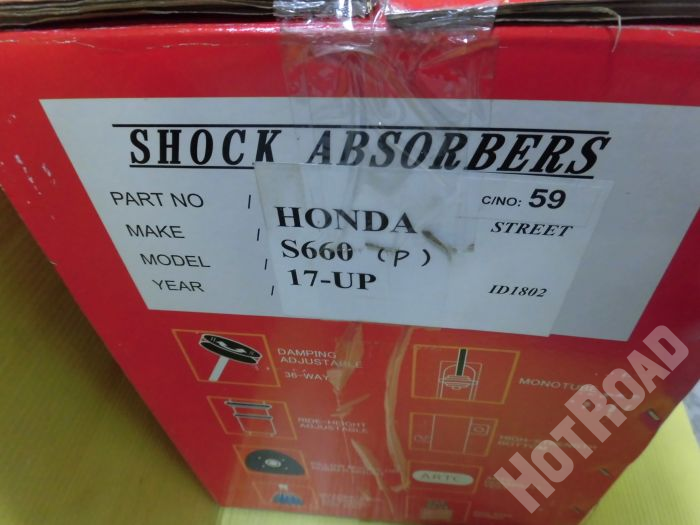 SHOCK ABSORBERS
PART NO /
C/NO: 59
MAKE
HONDA
STREET
MODEL /
S660 (P)
YEAR /
17-UP
ID1802
DAMPING
ADJUSTABLE
36-WAY
MONOTUBE
RIDE-HEIGHT
ADJUSTABLE
HOTROAD